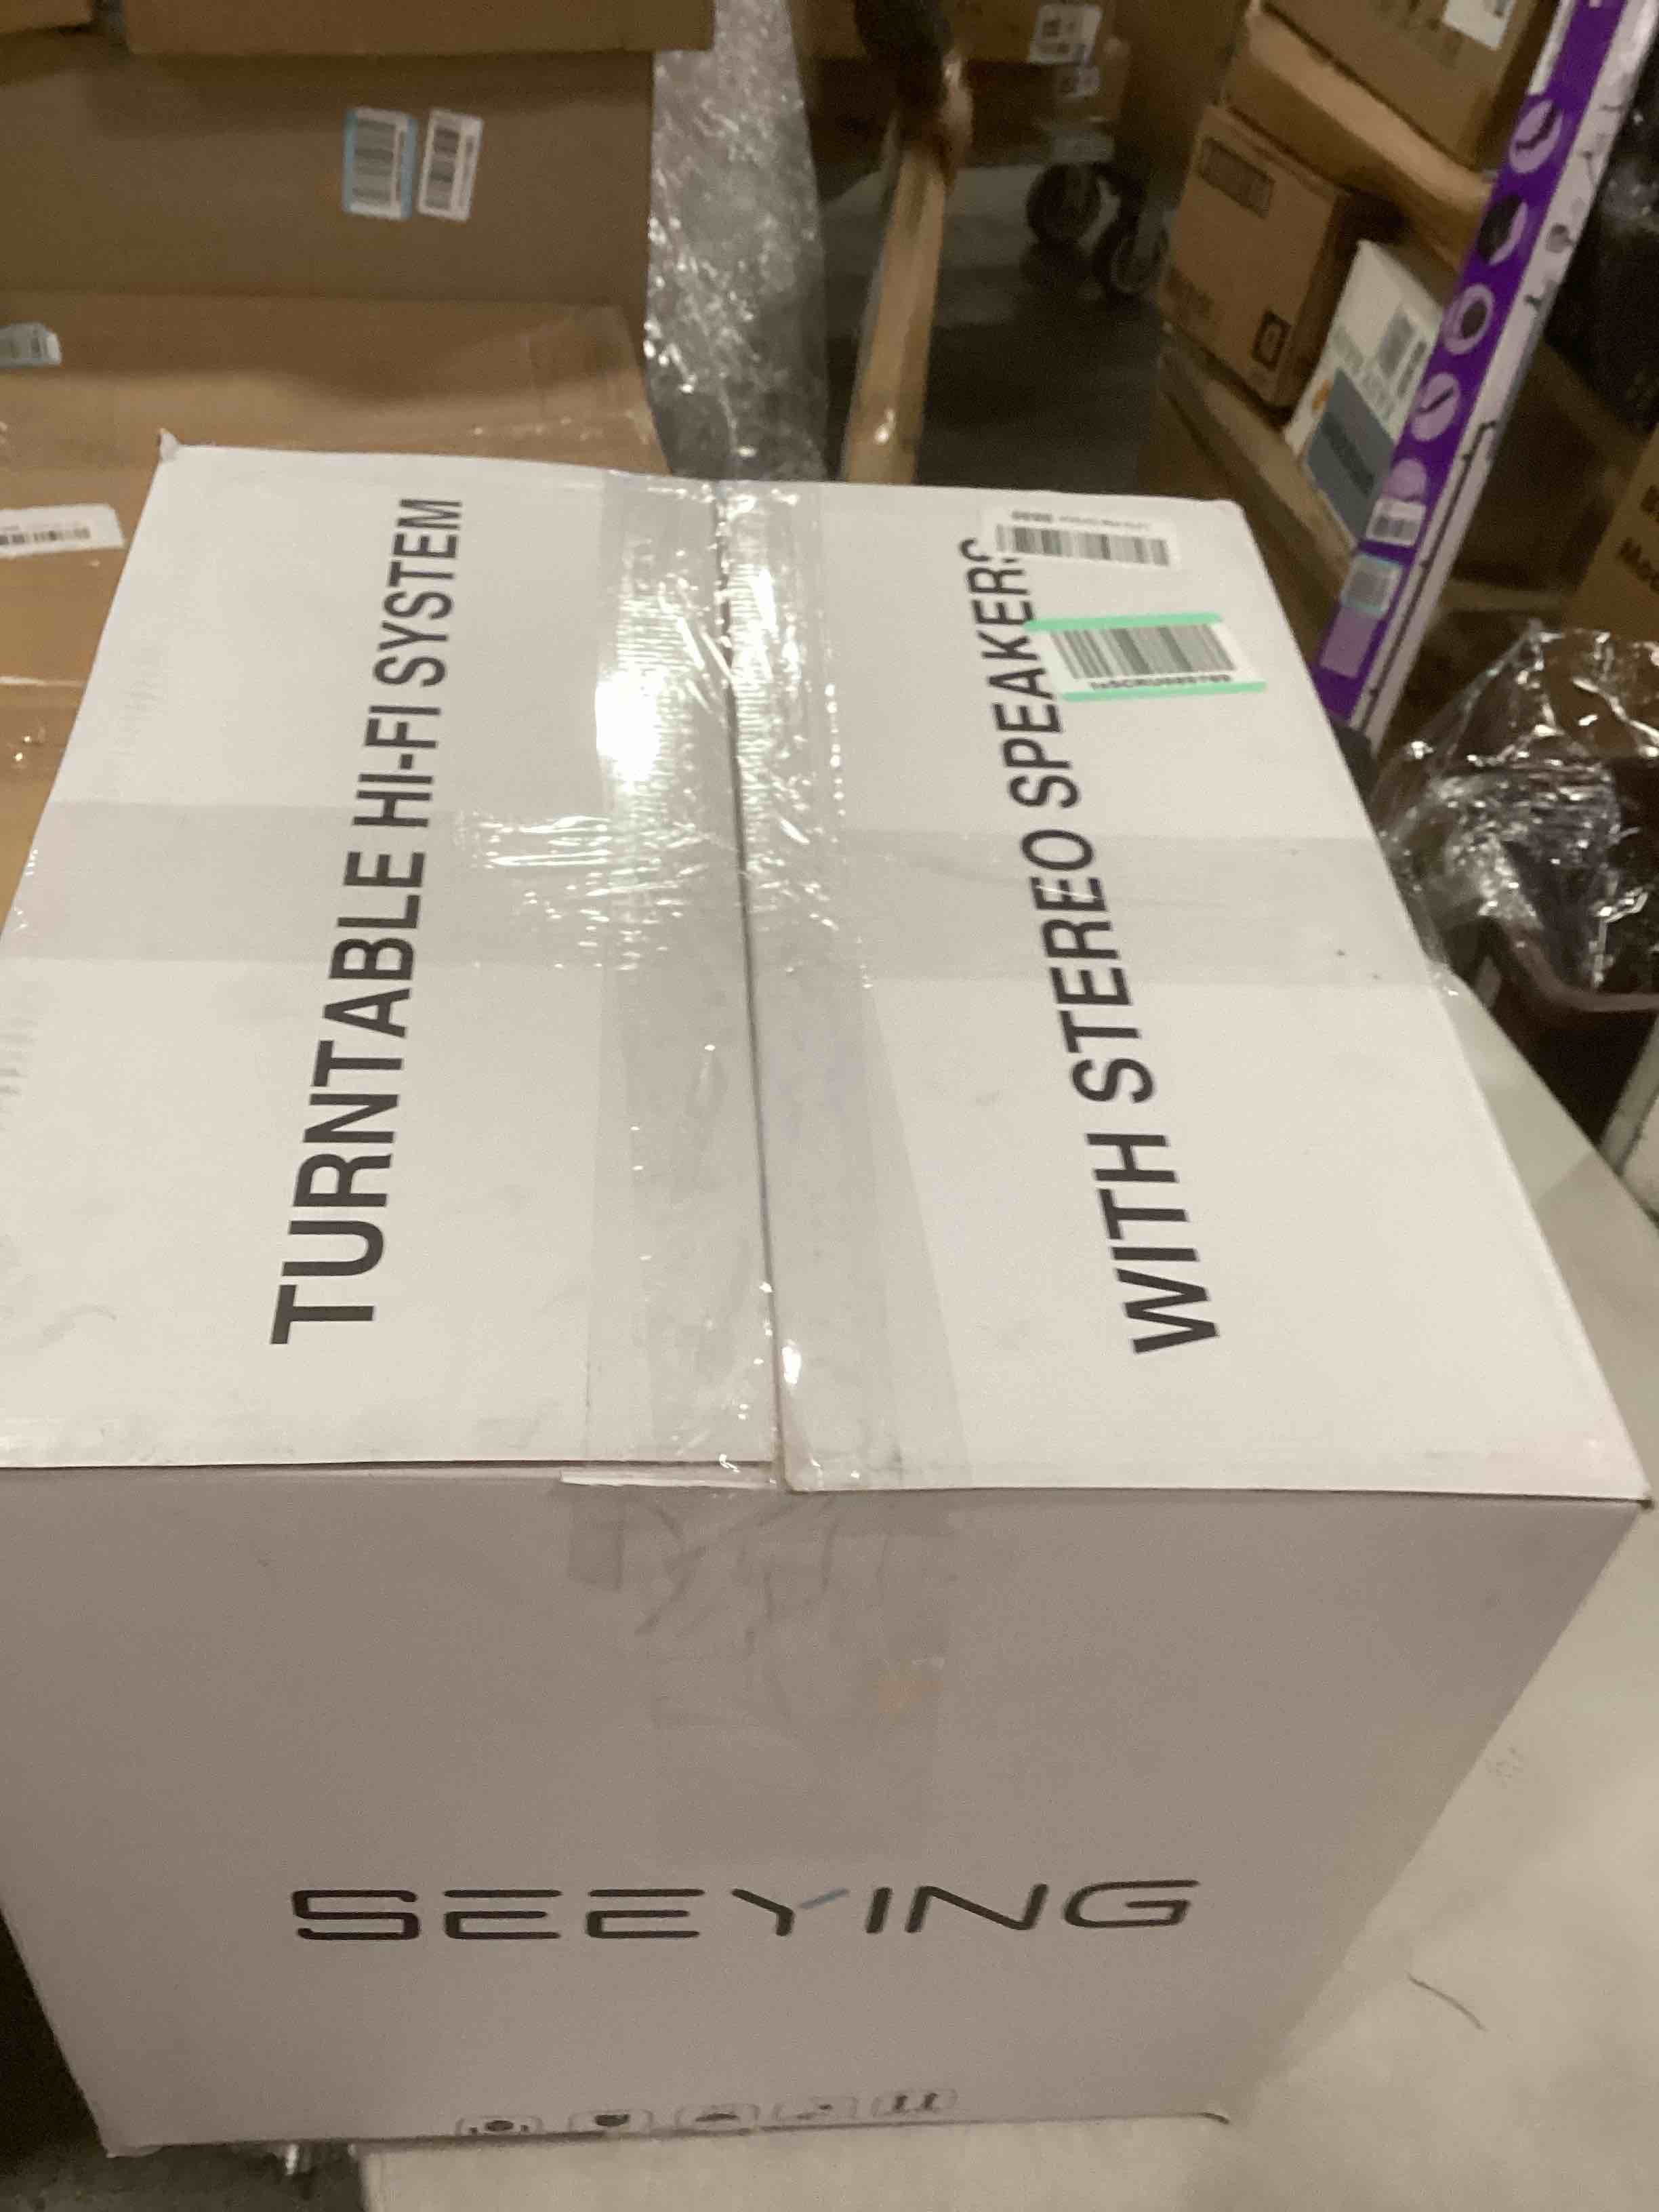 TURNTABLE HI-FI SYSTEM
WITH STEREO SPEAKERS
SEEYING